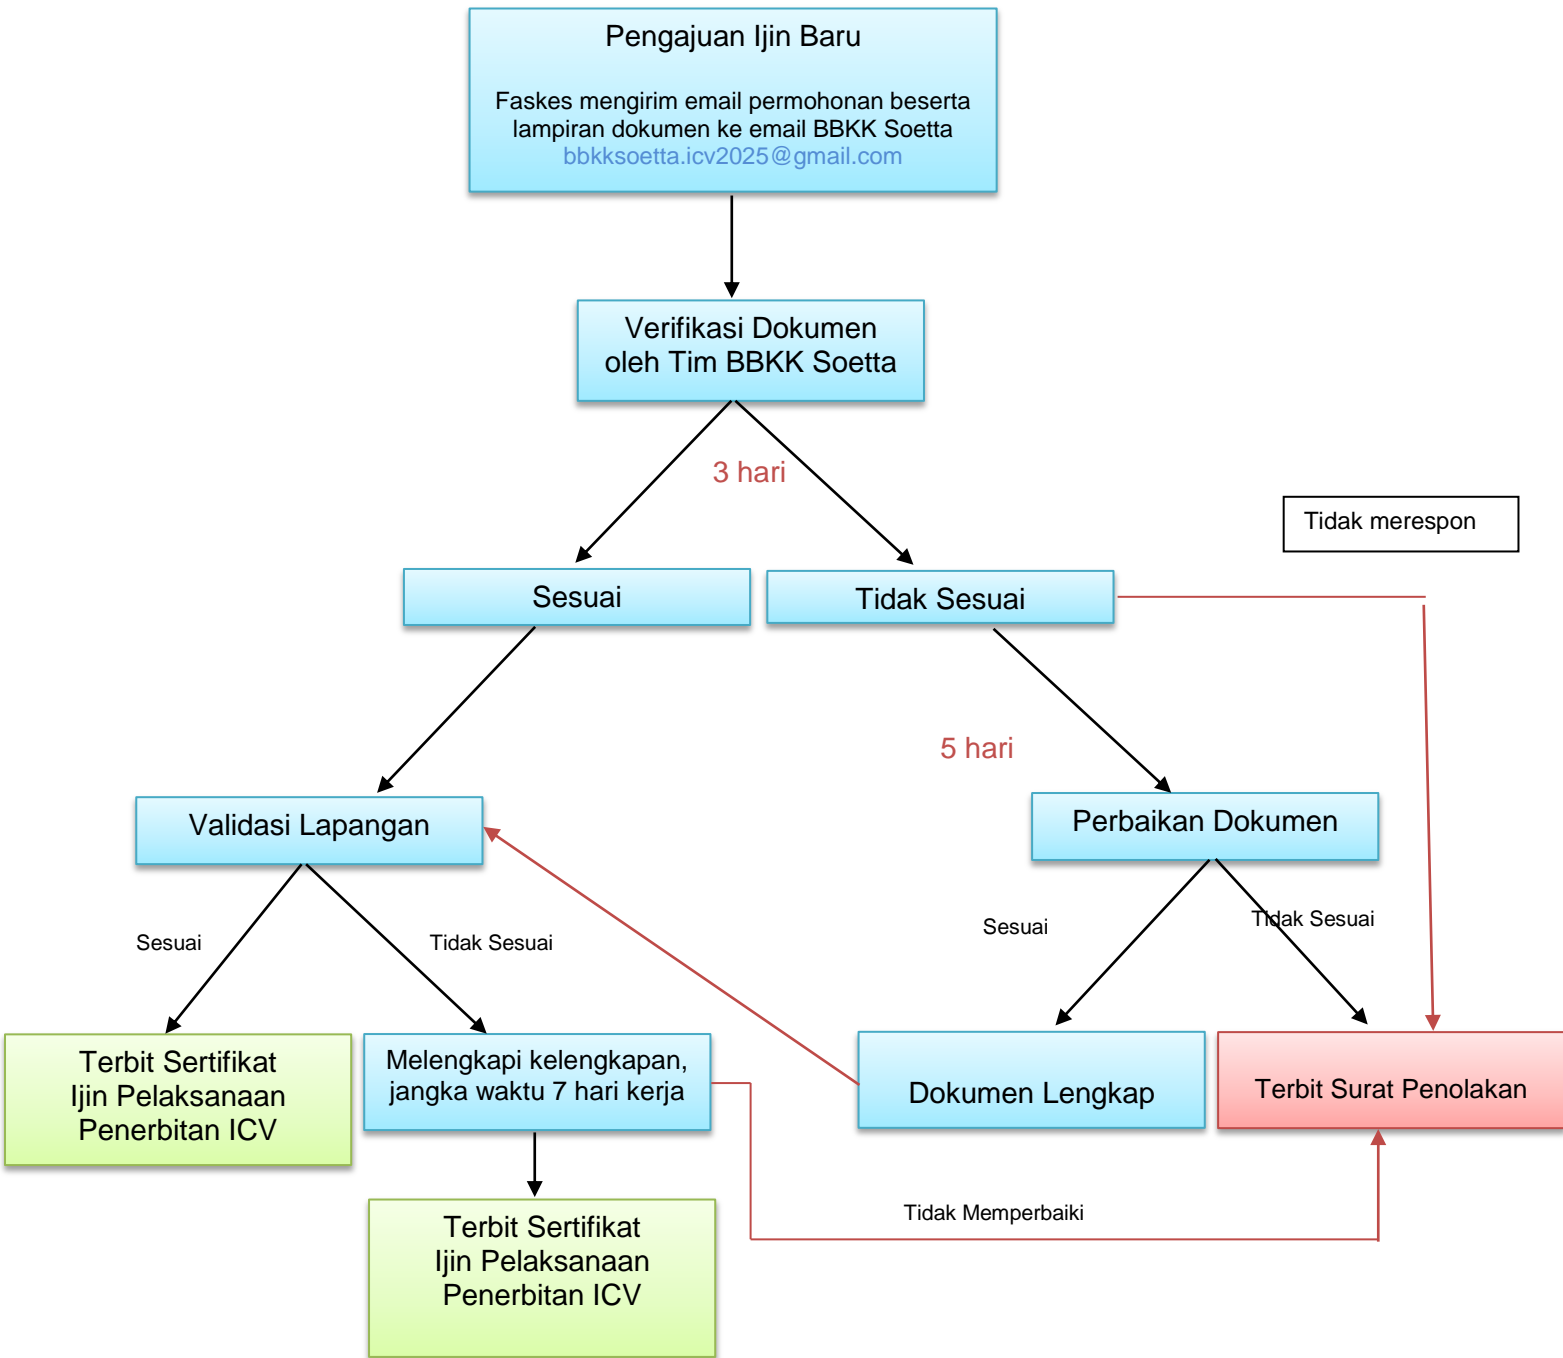 Pengajuan Ijin Baru
Faskes mengirim email permohonan beserta
lampiran dokumen ke email BBKK Soetta
bbkksoetta.icv2025@gmail.com
Verifikasi Dokumen
oleh Tim BBKK Soetta
3 hari
Tidak merespon
Sesuai
Tidak Sesuai
5 hari
Validasi Lapangan
Perbaikan Dokumen
Sesuai
Tidak Sesuai
Sesuai
Tidak Sesuai
Terbit Sertifikat
Ijin Pelaksanaan
Penerbitan ICV
Melengkapi kelengkapan,
jangka waktu 7 hari kerja
Dokumen Lengkap
Terbit Surat Penolakan
Tidak Memperbaiki
Terbit Sertifikat
Ijin Pelaksanaan
Penerbitan ICV